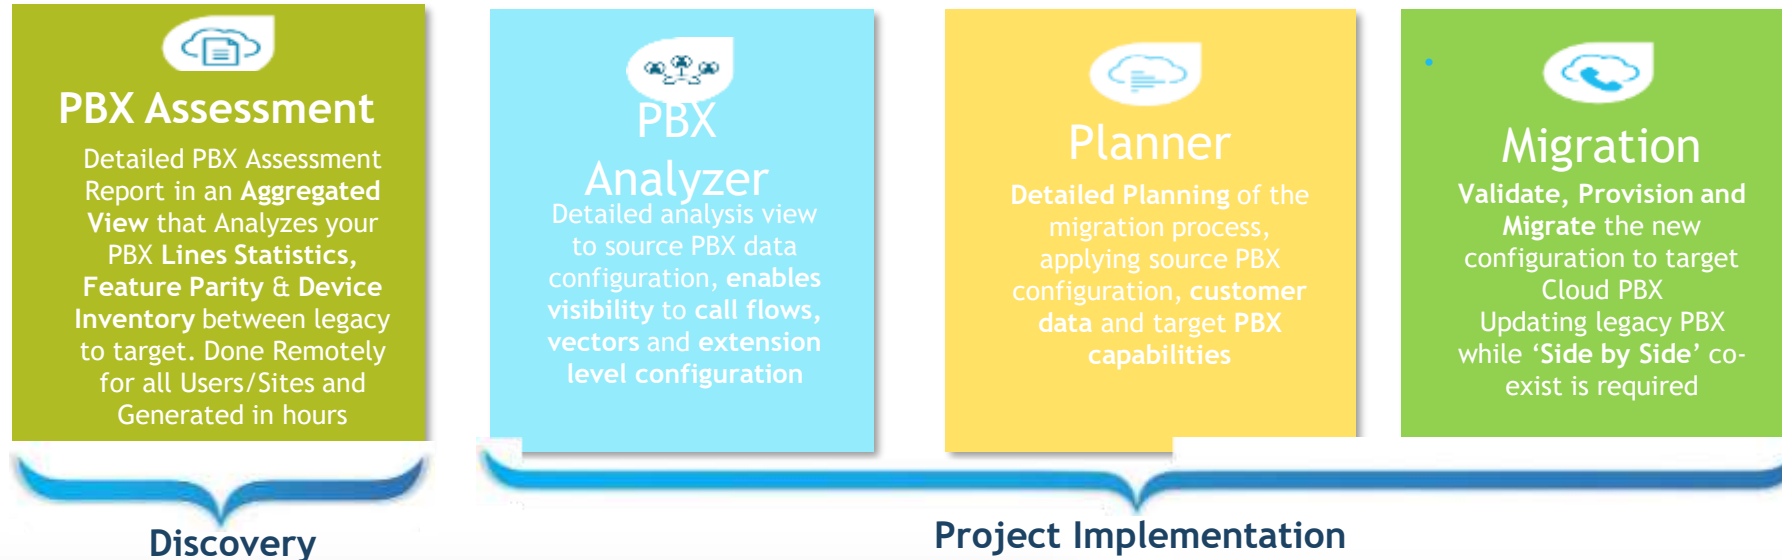 PBX Assessment
Detailed PBX Assessment
Report in an Aggregated
View that Analyzes your
PBX Lines Statistics,
Feature Parity & Device
Inventory between legacy
to target. Done Remotely
for all Users/Sites and
Generated in hours
PBX
Analyzer
Detailed analysis view
to source PBX data
configuration, enables
visibility to call flows,
vectors and extension
level configuration
Planner
Detailed Planning of the
migration process,
applying source PBX
configuration, customer
data and target PBX
capabilities
Migration
Validate, Provision and
Migrate the new
configuration to target
Cloud PBX
Updating legacy PBX
while ‘Side by Side’ co-
exist is required
Discovery
Project Implementation